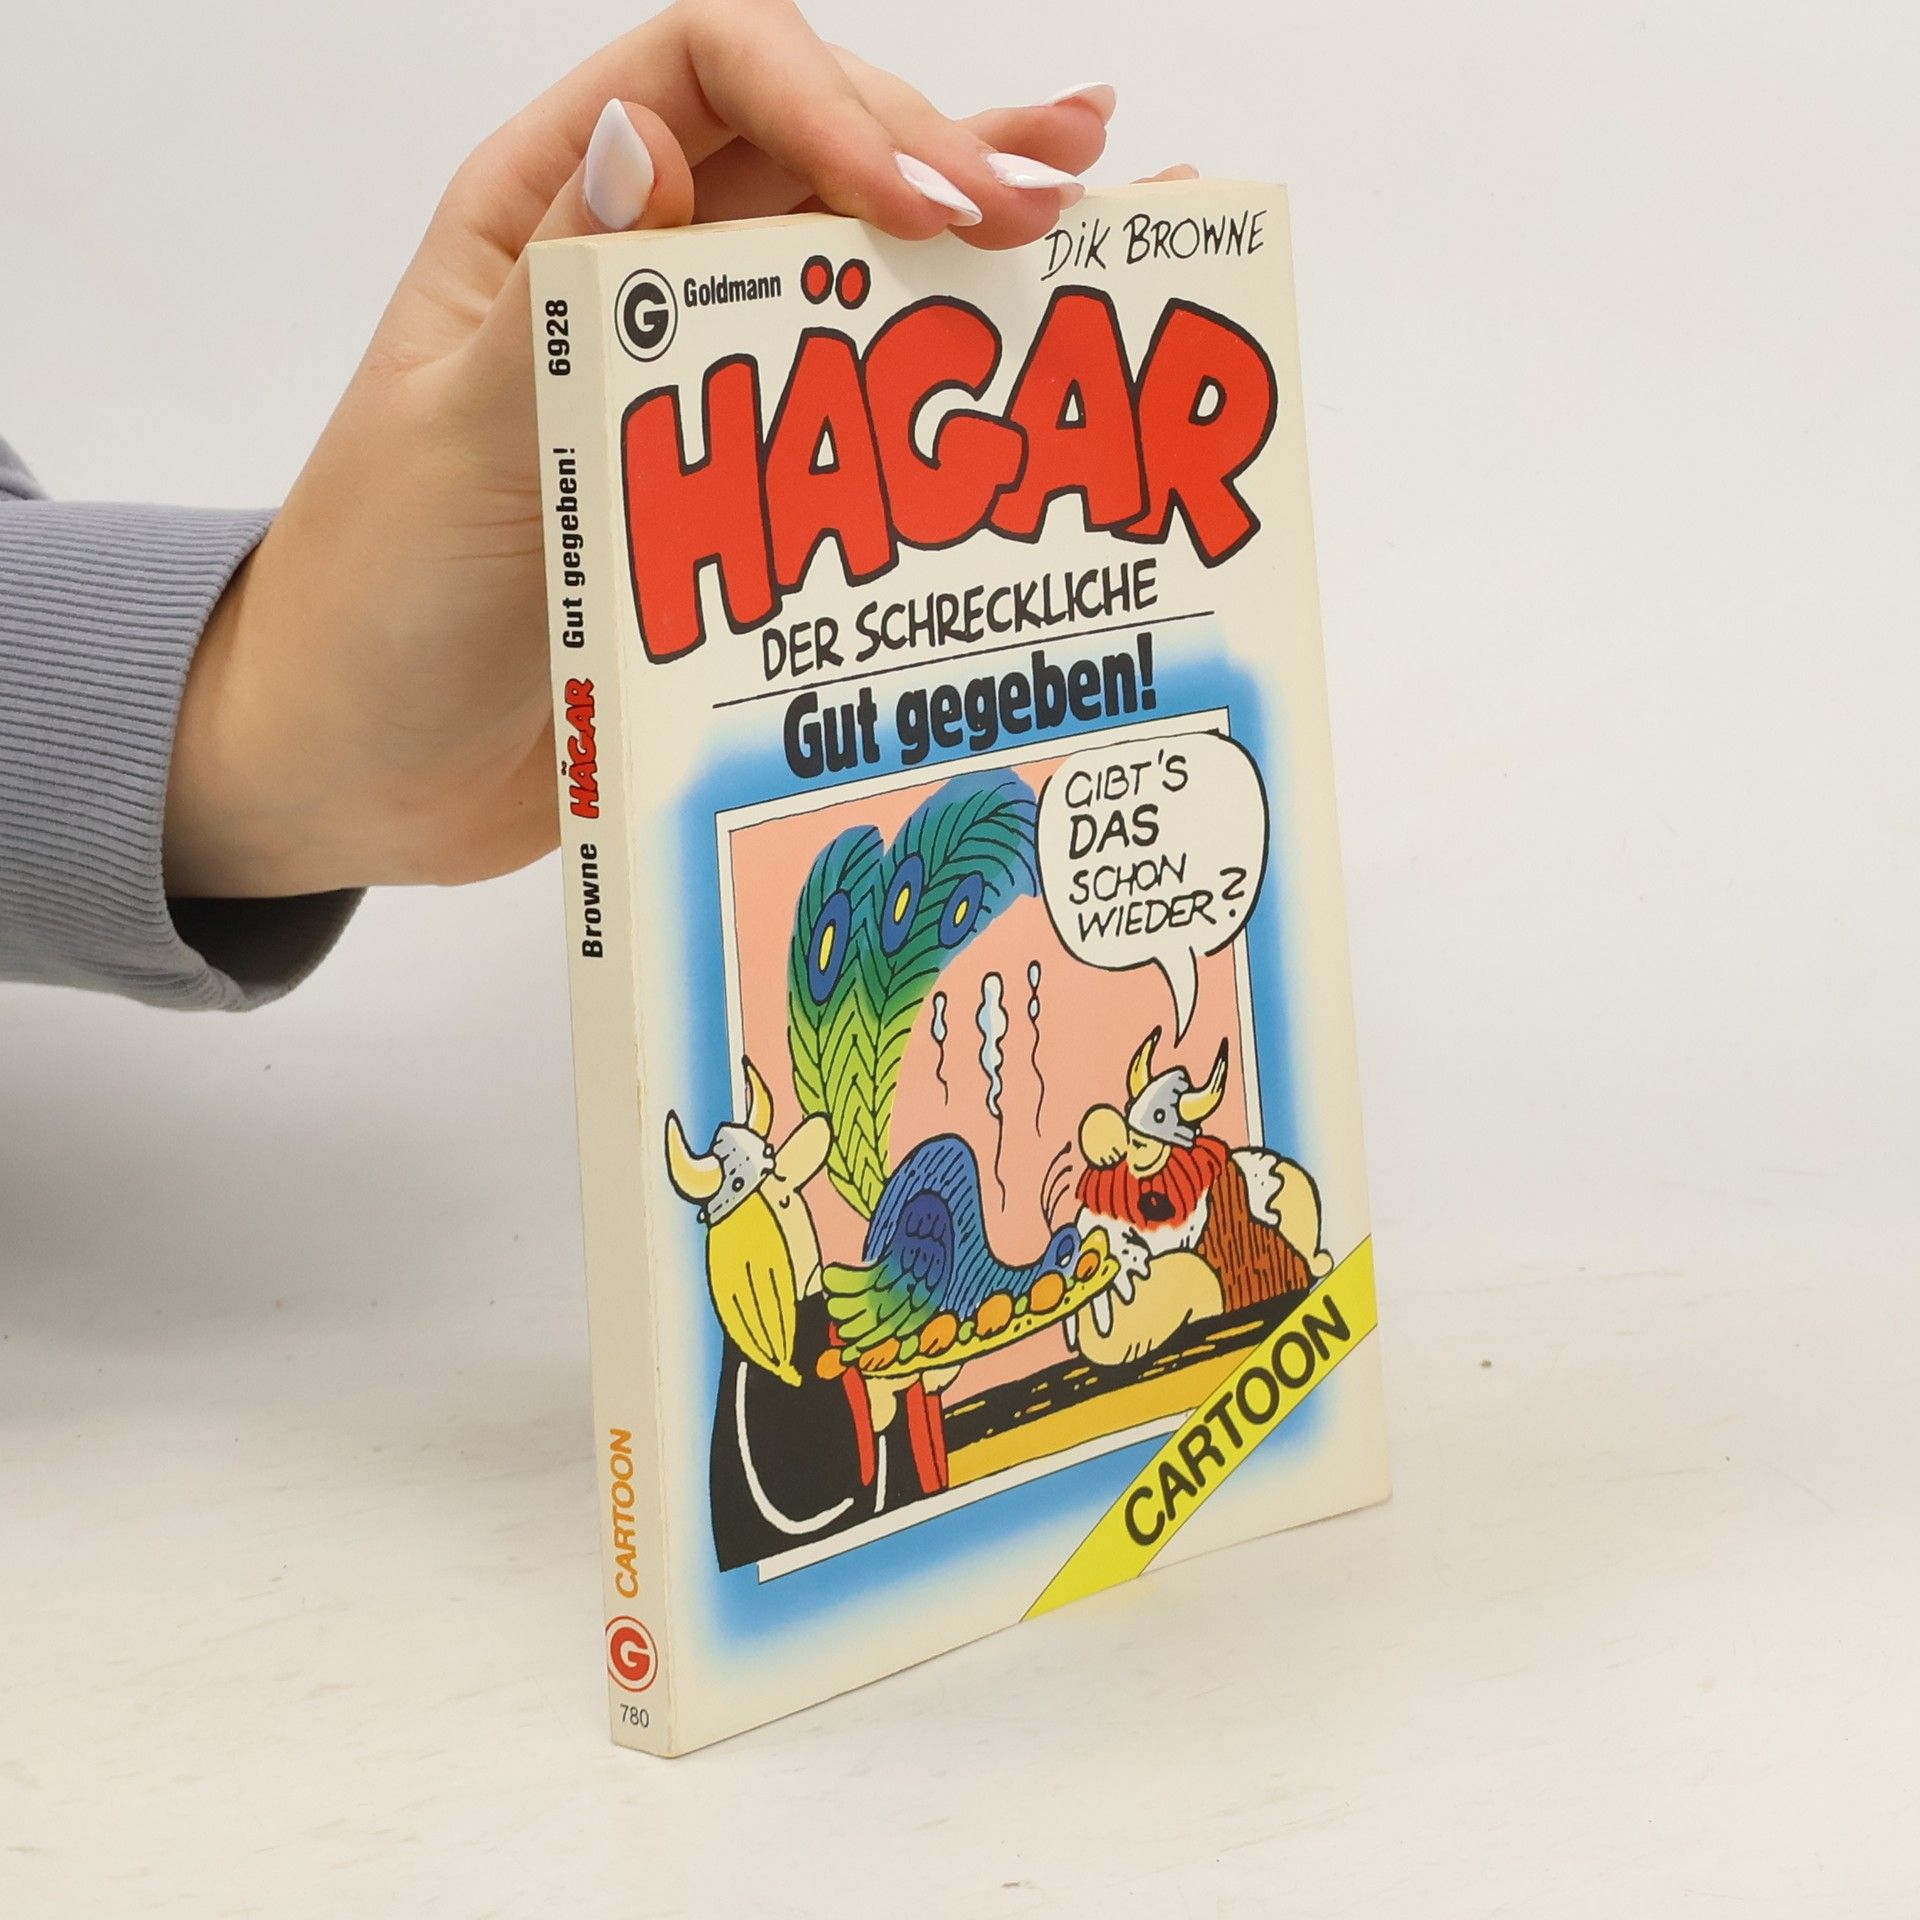 Browne HÄGAR Gut gegeben! 6928
CARTOON
G
780
G Goldmann
DIK BROWNE
HÄGAR
DER SCHRECKLICHE
Gut gegeben!
GIBT'S
DAS
SCHON
WIEDER?
CARTOON